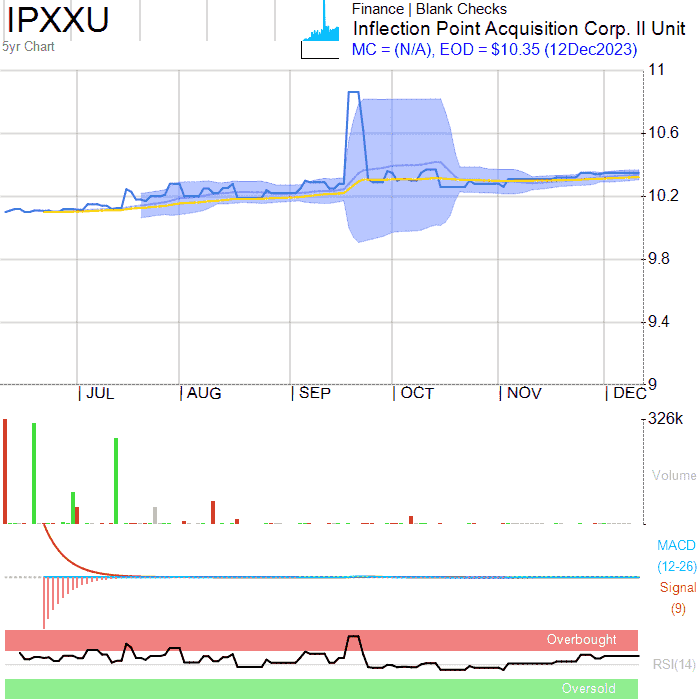 IPXXU
5yr Chart
Finance | Blank Checks
Inflection Point Acquisition Corp. II Unit
MC = (N/A), EOD = $10.35 (12Dec2023)
11
10.6
10.2
9.8
9.4
9
JUL
AUG
SEP
OCT
NOV
DEC
326k
Volume
MACD
(12-26)
Signal
(9)
Overbought
RSI(14)
Oversold